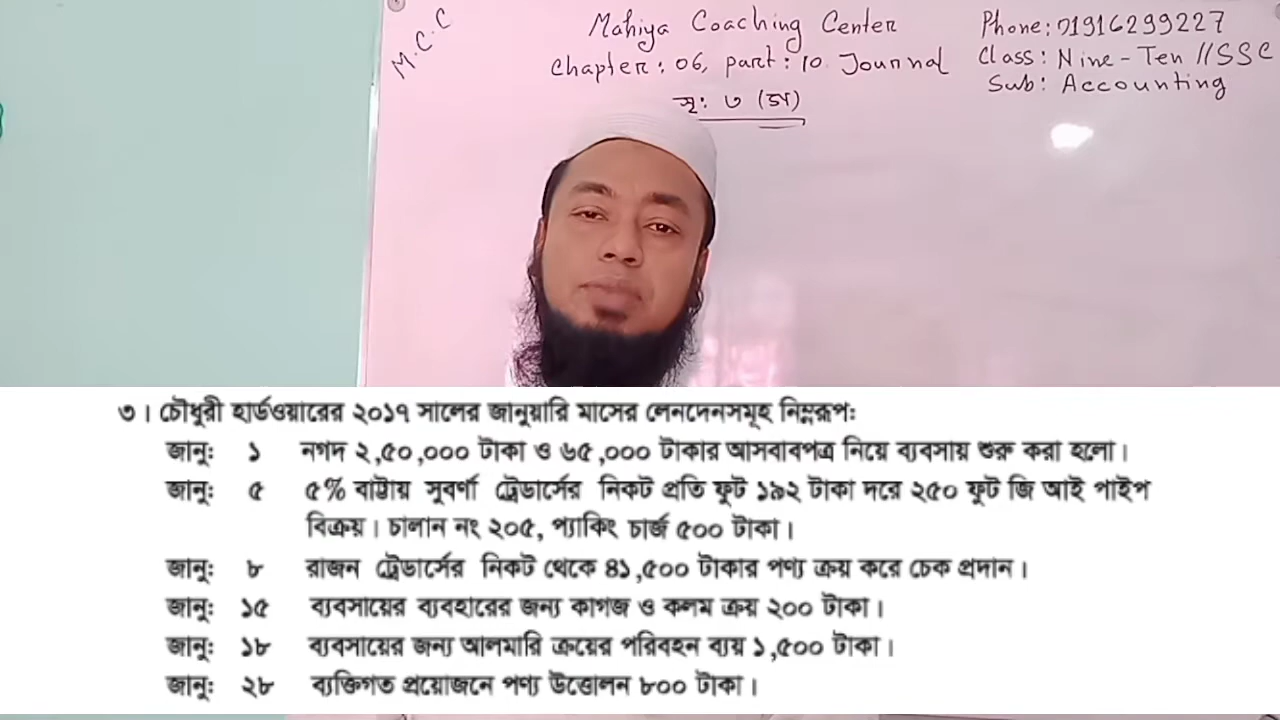 M.C.C
Mahiya Coaching Center
Chapter: 06, part: 10 Journal
সৃ: ৩ (জা)
Phone: 01916299227
Class: Nine-Ten // SSC
Sub: Accounting
৩। চৌধুরী হার্ডওয়ারের ২০১৭ সালের জানুয়ারি মাসের লেনদেনসমূহ নিম্নরূপ:
জানু: ১ নগদ ২,৫০,০০০ টাকা ও ৬৫,০০০ টাকার আসবাবপত্র নিয়ে ব্যবসায় শুরু করা হলো।
জানু: ৫ ৫% বাট্টায় সুবর্ণা ট্রেডার্সের নিকট প্রতি ফুট ১৯২ টাকা দরে ২৫০ ফুট জি আই পাইপ
বিক্রয়। চালান নং ২০৫, প্যাকিং চার্জ ৫০০ টাকা।
জানু: ৮ রাজন ট্রেডার্সের নিকট থেকে ৪১,৫০০ টাকার পণ্য ক্রয় করে চেক প্রদান।
জানু: ১৫ ব্যবসায়ের ব্যবহারের জন্য কাগজ ও কলম ক্রয় ২০০ টাকা।
জানু: ১৮ ব্যবসায়ের জন্য আলমারি ক্রয়ের পরিবহন ব্যয় ১,৫০০ টাকা।
জানু: ২৮ ব্যক্তিগত প্রয়োজনে পণ্য উত্তোলন ৮০০ টাকা।